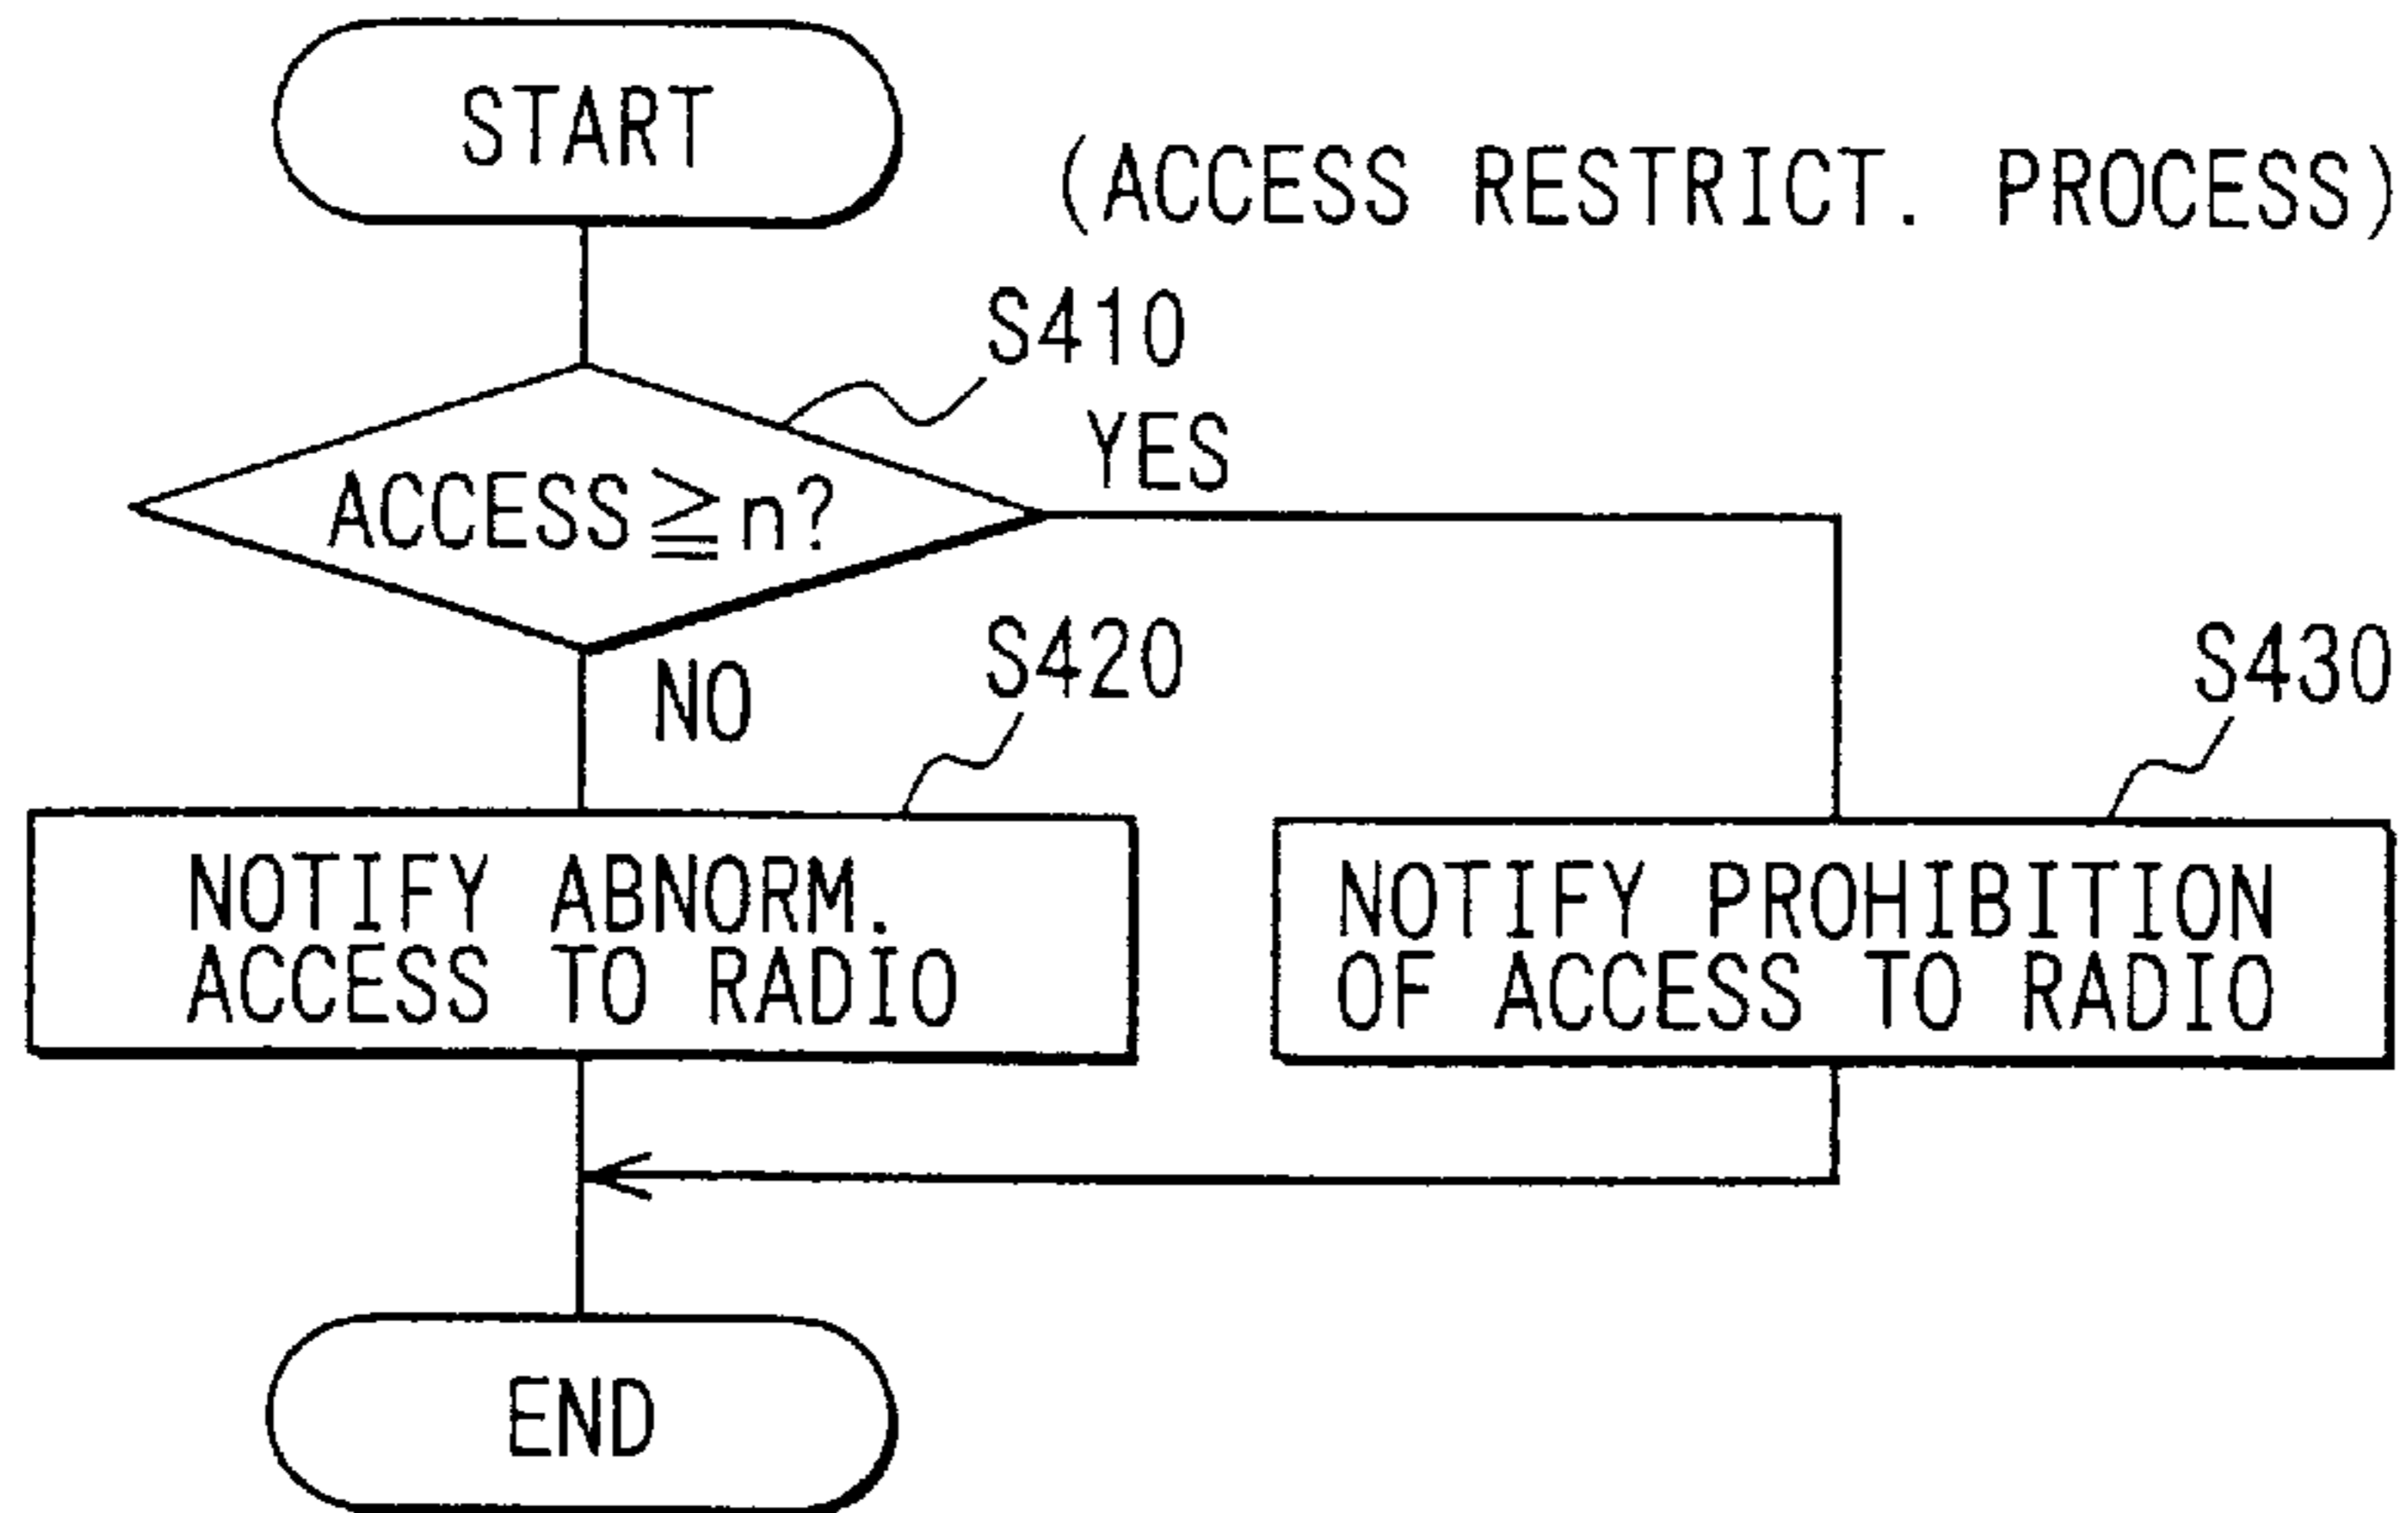 START
(ACCESS RESTRICT. PROCESS)
S410
YES
ACCESS≧n?
NO
S420
S430
NOTIFY ABNORM.
ACCESS TO RADIO
NOTIFY PROHIBITION
OF ACCESS TO RADIO
END